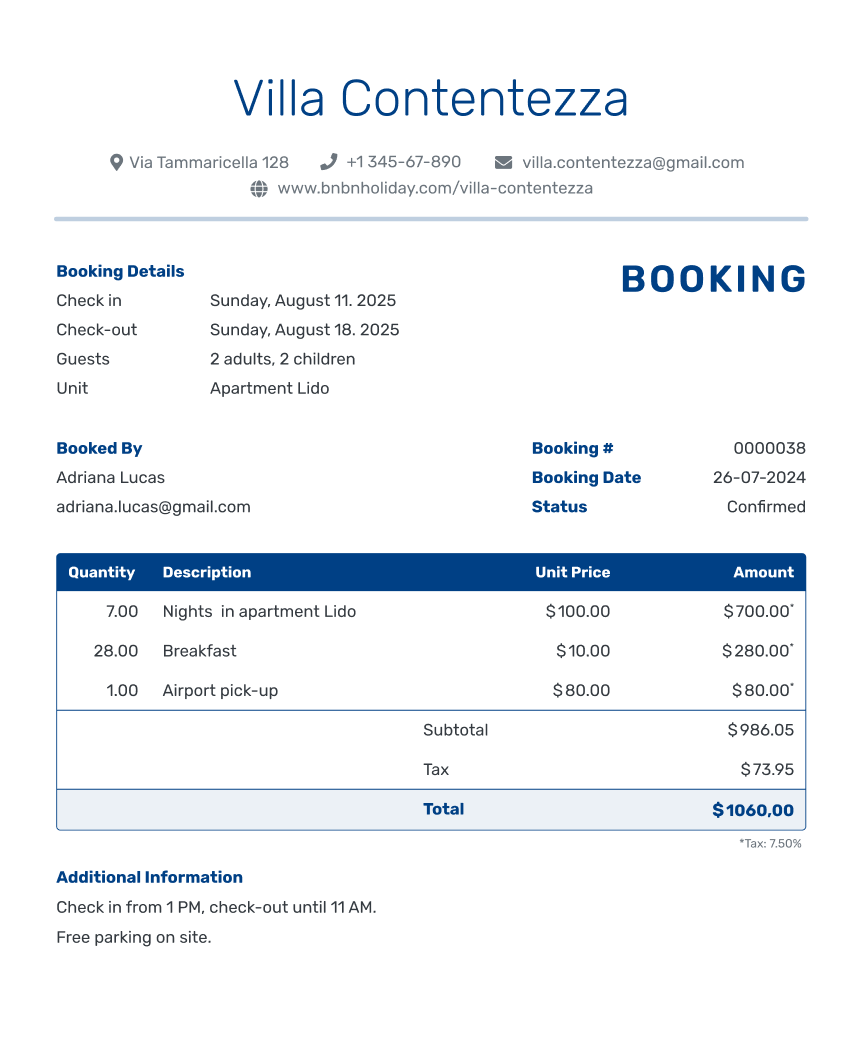 Villa Contentezza
Via Tammaricella 128 +1 345-67-890 villa.contentezza@gmail.com
www.bnbnholiday.com/villa-contentezza
Booking Details
BOOKING
Check in Sunday, August 11. 2025
Check-out Sunday, August 18. 2025
Guests 2 adults, 2 children
Unit Apartment Lido
Booked By Booking # 0000038
Adriana Lucas Booking Date 26-07-2024
adriana.lucas@gmail.com Status Confirmed
Quantity Description Unit Price Amount
7.00 Nights in apartment Lido $100.00 $700.00*
28.00 Breakfast $10.00 $280.00*
1.00 Airport pick-up $80.00 $80.00*
Subtotal $986.05
Tax $73.95
Total $1060,00
*Tax: 7.50%
Additional Information
Check in from 1 PM, check-out until 11 AM.
Free parking on site.